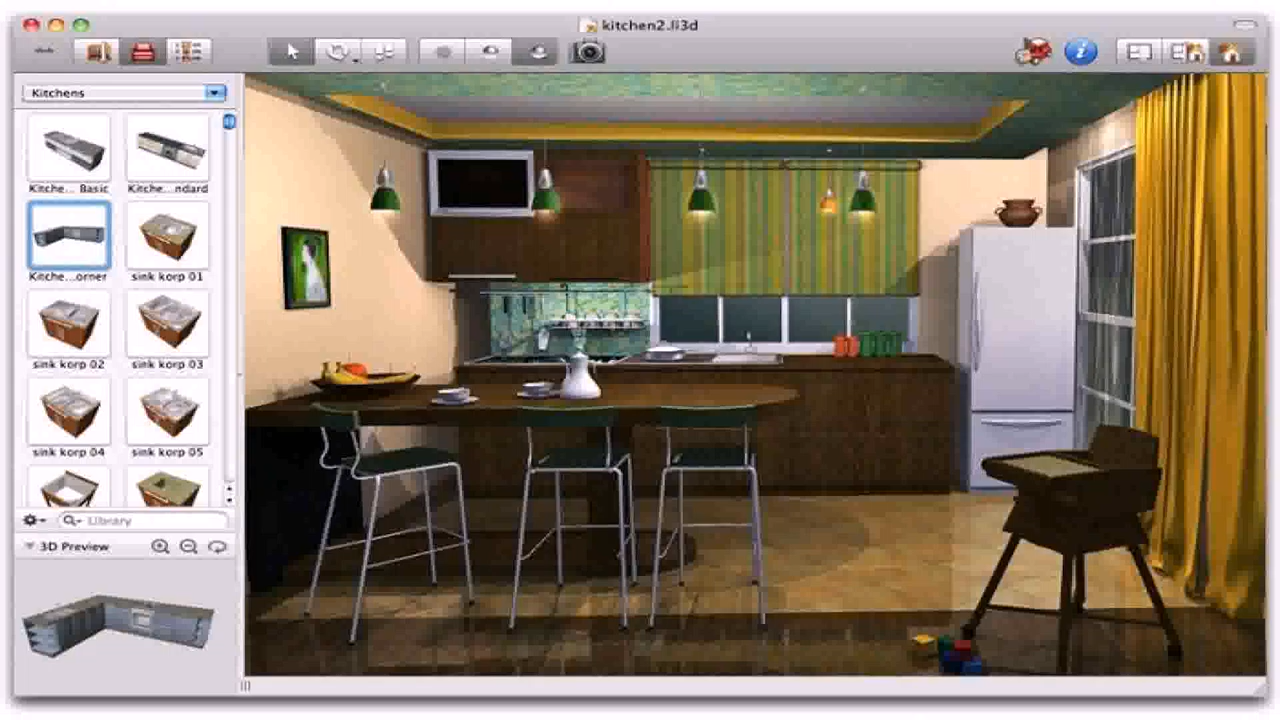 kitchen2.li3d
Kitchens
Kitche... Basic
Kitche...ndard
Kitche...orner
sink korp 01
sink korp 02
sink korp 03
sink korp 04
sink korp 05
Library
3D Preview